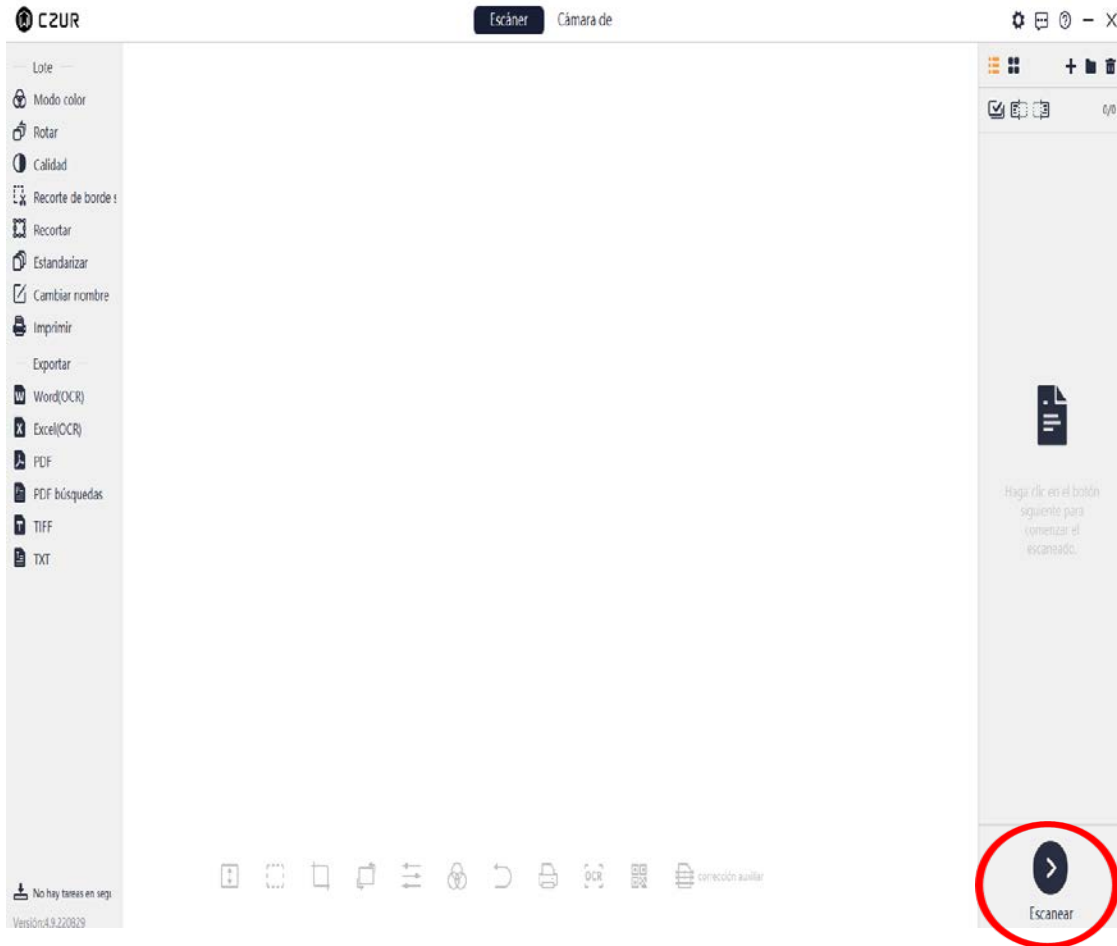 CZUR
Escáner
Cámara de
Lote
Modo color
Rotar
Calidad
Recorte de borde s
Recortar
Estandarizar
Cambiar nombre
Imprimir
Exportar
Word(OCR)
Excel(OCR)
PDF
PDF búsquedas
TIFF
TXT
No hay tareas en segu
Versión:4.9.220829
OCR
corrección auxiliar
0/0
Haga clic en el botón
siguiente para
comenzar el
escaneado.
Escanear